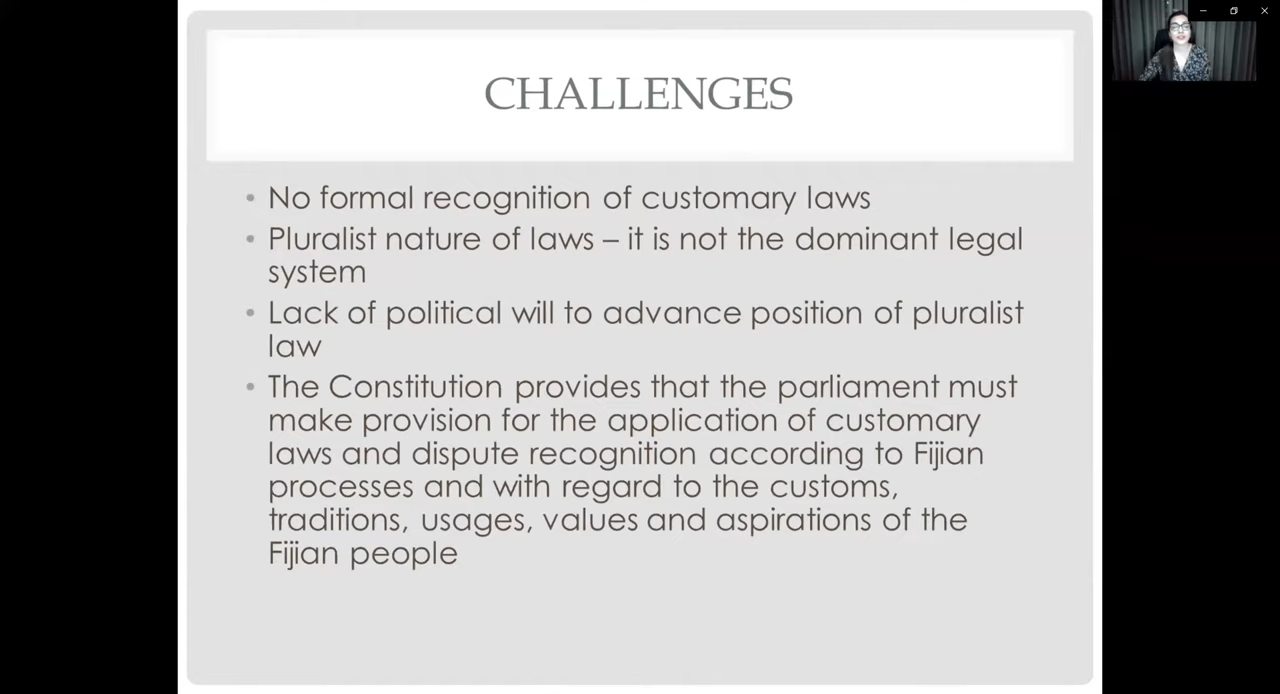 CHALLENGES
• No formal recognition of customary laws
• Pluralist nature of laws – it is not the dominant legal
system
• Lack of political will to advance position of pluralist
law
• The Constitution provides that the parliament must
make provision for the application of customary
laws and dispute recognition according to Fijian
processes and with regard to the customs,
traditions, usages, values and aspirations of the
Fijian people